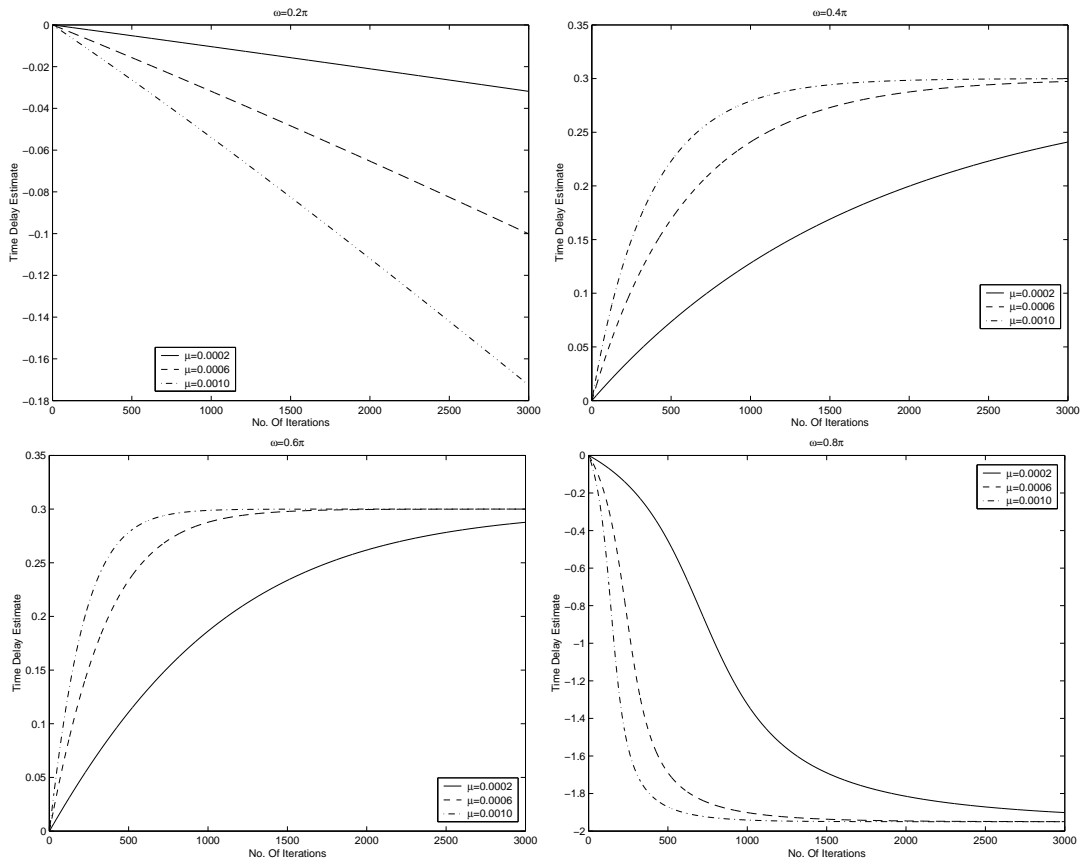 ω=0.2π
0
−0.02
−0.04
−0.06
−0.08
−0.1
−0.12
−0.14
−0.16
−0.18
Time Delay Estimate
μ=0.0002
μ=0.0006
μ=0.0010
0 500 1000 1500 2000 2500 3000
No. Of Iterations
ω=0.4π
0.35
0.3
0.25
0.2
0.15
0.1
0.05
0
Time Delay Estimate
μ=0.0002
μ=0.0006
μ=0.0010
0 500 1000 1500 2000 2500 3000
No. Of Iterations
ω=0.6π
0.35
0.3
0.25
0.2
0.15
0.1
0.05
0
Time Delay Estimate
μ=0.0002
μ=0.0006
μ=0.0010
0 500 1000 1500 2000 2500 3000
No. Of Iterations
ω=0.8π
0
−0.2
−0.4
−0.6
−0.8
−1
−1.2
−1.4
−1.6
−1.8
−2
Time Delay Estimate
μ=0.0002
μ=0.0006
μ=0.0010
0 500 1000 1500 2000 2500 3000
No. Of Iterations